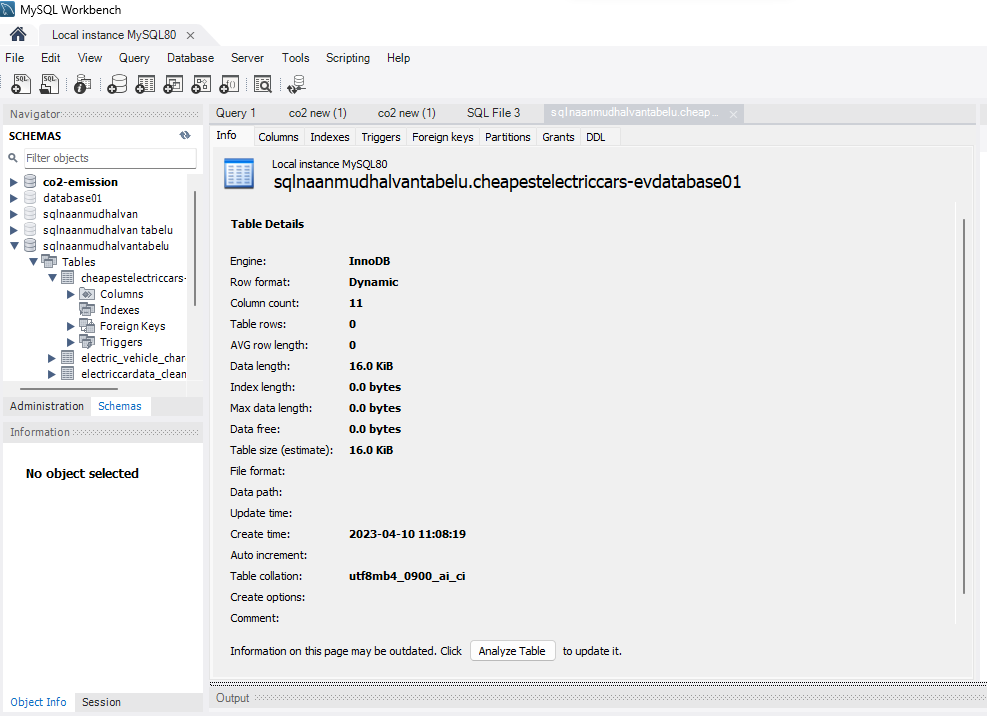 MySQL Workbench
Local instance MySQL80
File Edit View Query Database Server Tools Scripting Help
Navigator
SCHEMAS
Filter objects
co2-emission
database01
sqlnaanmudhalvan
sqlnaanmudhalvan tabelu
sqlnaanmudhalvantabelu
Tables
cheapestelectriccars-
Columns
Indexes
Foreign Keys
Triggers
electric_vehicle_char
electriccardata_clean
Administration Schemas
Information
No object selected
Object Info Session
Query 1 co2 new (1) co2 new (1) SQL File 3 sqlnaanmudhalvantabelu.cheap...
Info Columns Indexes Triggers Foreign keys Partitions Grants DDL
Local instance MySQL80
sqlnaanmudhalvantabelu.cheapestelectriccars-evdatabase01
Table Details
Engine: InnoDB
Row format: Dynamic
Column count: 11
Table rows: 0
AVG row length: 0
Data length: 16.0 KiB
Index length: 0.0 bytes
Max data length: 0.0 bytes
Data free: 0.0 bytes
Table size (estimate): 16.0 KiB
File format:
Data path:
Update time:
Create time: 2023-04-10 11:08:19
Auto increment:
Table collation: utf8mb4_0900_ai_ci
Create options:
Comment:
Information on this page may be outdated. Click Analyze Table to update it.
Output